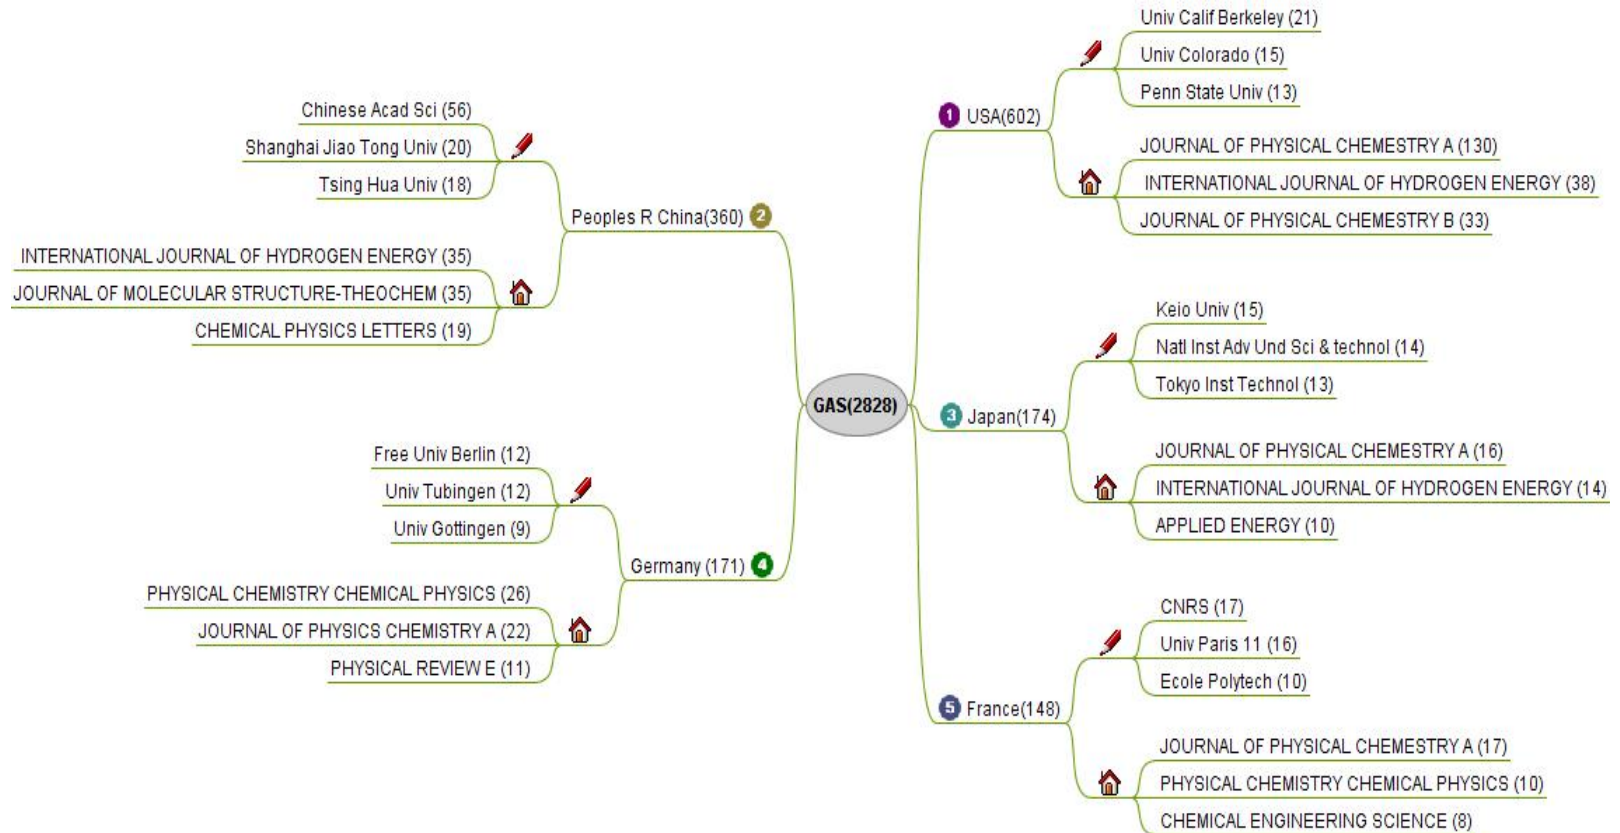 GAS(2828)
1 USA(602)
Univ Calif Berkeley (21)
Univ Colorado (15)
Penn State Univ (13)
JOURNAL OF PHYSICAL CHEMESTRY A (130)
INTERNATIONAL JOURNAL OF HYDROGEN ENERGY (38)
JOURNAL OF PHYSICAL CHEMESTRY B (33)
Peoples R China(360) 2
Chinese Acad Sci (56)
Shanghai Jiao Tong Univ (20)
Tsing Hua Univ (18)
INTERNATIONAL JOURNAL OF HYDROGEN ENERGY (35)
JOURNAL OF MOLECULAR STRUCTURE-THEOCHEM (35)
CHEMICAL PHYSICS LETTERS (19)
3 Japan(174)
Keio Univ (15)
Natl Inst Adv Und Sci & technol (14)
Tokyo Inst Technol (13)
JOURNAL OF PHYSICAL CHEMESTRY A (16)
INTERNATIONAL JOURNAL OF HYDROGEN ENERGY (14)
APPLIED ENERGY (10)
Germany (171) 4
Free Univ Berlin (12)
Univ Tubingen (12)
Univ Gottingen (9)
PHYSICAL CHEMISTRY CHEMICAL PHYSICS (26)
JOURNAL OF PHYSICS CHEMISTRY A (22)
PHYSICAL REVIEW E (11)
5 France(148)
CNRS (17)
Univ Paris 11 (16)
Ecole Polytech (10)
JOURNAL OF PHYSICAL CHEMESTRY A (17)
PHYSICAL CHEMISTRY CHEMICAL PHYSICS (10)
CHEMICAL ENGINEERING SCIENCE (8)